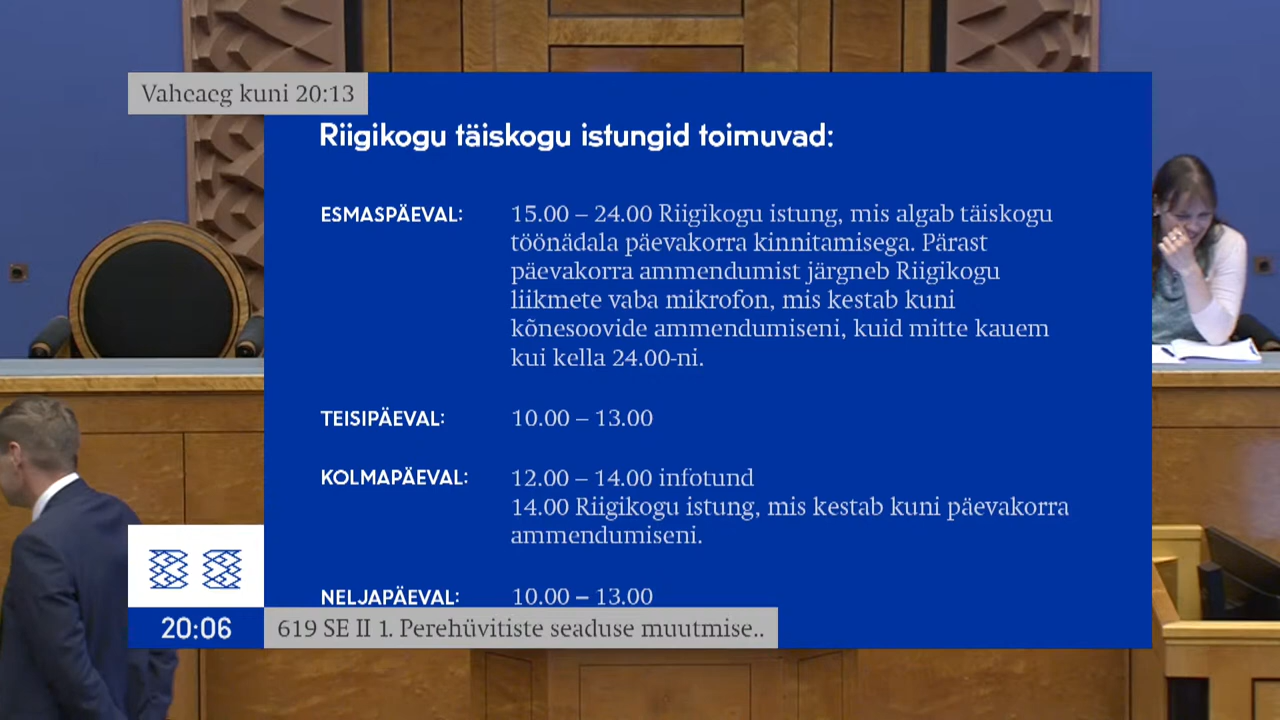 Vaheaeg kuni 20:13
Riigikogu täiskogu istungid toimuvad:
ESMASPÄEVAL:
15.00 – 24.00 Riigikogu istung, mis algab täiskogu
töönädala päevakorra kinnitamisega. Pärast
päevakorra ammendumist järgneb Riigikogu
liikmete vaba mikrofon, mis kestab kuni
kõnesoovide ammendumiseni, kuid mitte kauem
kui kella 24.00-ni.
TEISIPÄEVAL:
10.00 – 13.00
KOLMAPÄEVAL:
12.00 – 14.00 infotund
14.00 Riigikogu istung, mis kestab kuni päevakorra
ammendumiseni.
NELJAPÄEVAL:
10.00 – 13.00
20:06
619 SE II 1. Perehüvitiste seaduse muutmise..